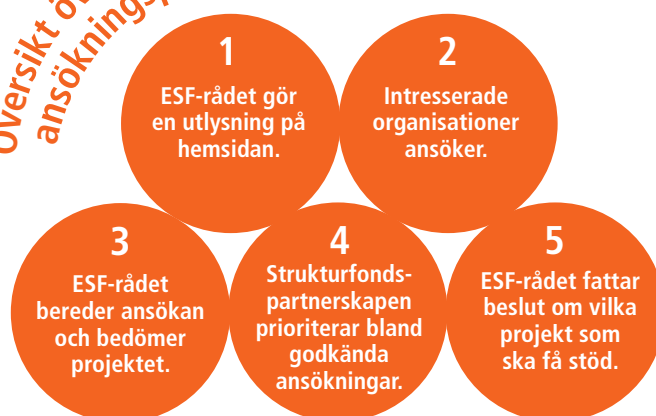 Översikt
ansöknings
1
ESF-rådet gör
en utlysning på
hemsidan.
2
Intresserade
organisationer
ansöker.
3
ESF-rådet
bereder ansökan
och bedömer
projektet.
4
Strukturfonds-
partnerskapen
prioriterar bland
godkända
ansökningar.
5
ESF-rådet fattar
beslut om vilka
projekt som
ska få stöd.